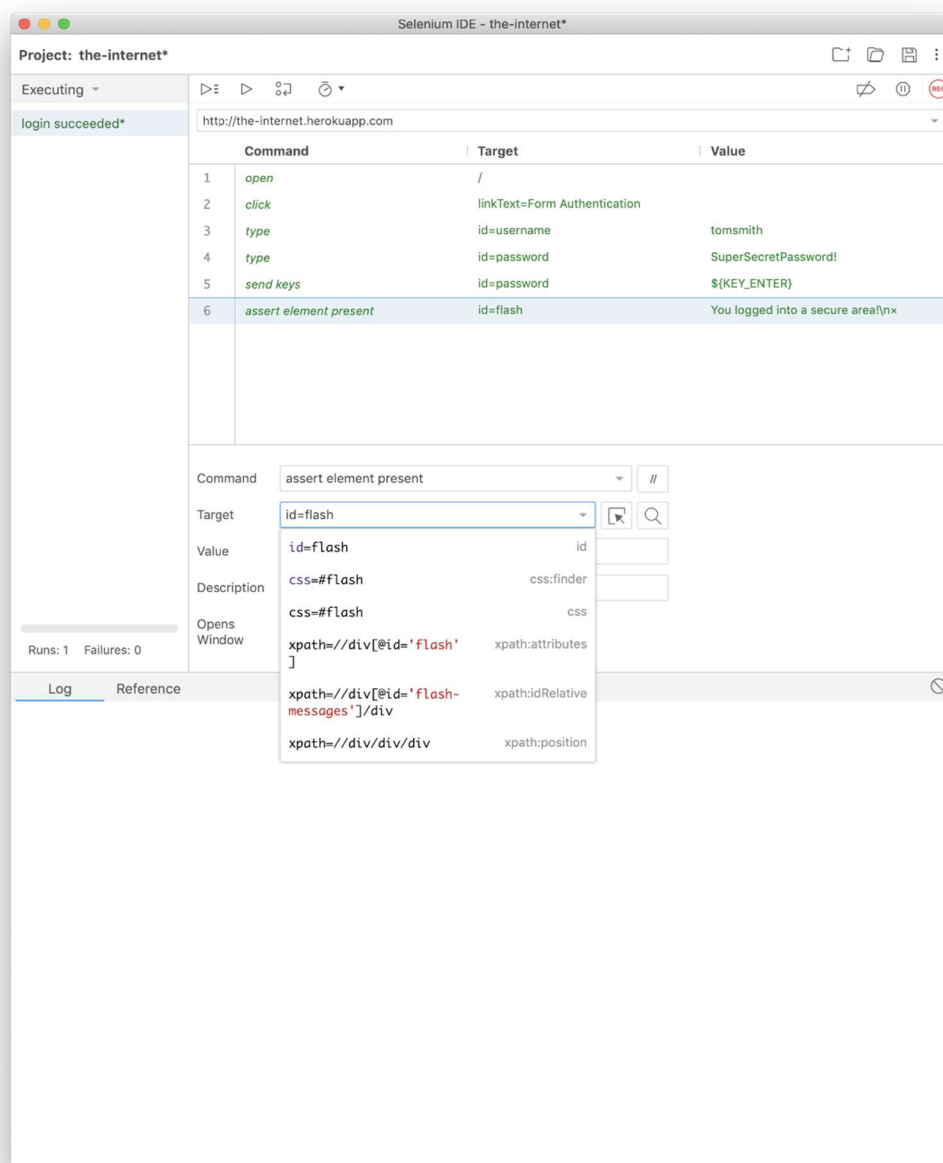 Selenium IDE - the-internet*
Project: the-internet*
Executing
login succeeded*
http://the-internet.herokuapp.com
Command Target Value
1 open /
2 click linkText=Form Authentication
3 type id=username tomsmith
4 type id=password SuperSecretPassword!
5 send keys id=password ${KEY_ENTER}
6 assert element present id=flash You logged into a secure area!\n×
Command assert element present //
Target id=flash
Value
Description
Opens
Window
id=flash id
css=#flash css:finder
css=#flash css
xpath=//div[@id='flash' xpath:attributes
]
xpath=//div[@id='flash- xpath:idRelative
messages']/div
xpath=//div/div/div xpath:position
Runs: 1 Failures: 0
Log Reference
REC